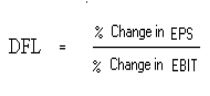 % Change in EPS
DFL =
% Change in EBIT